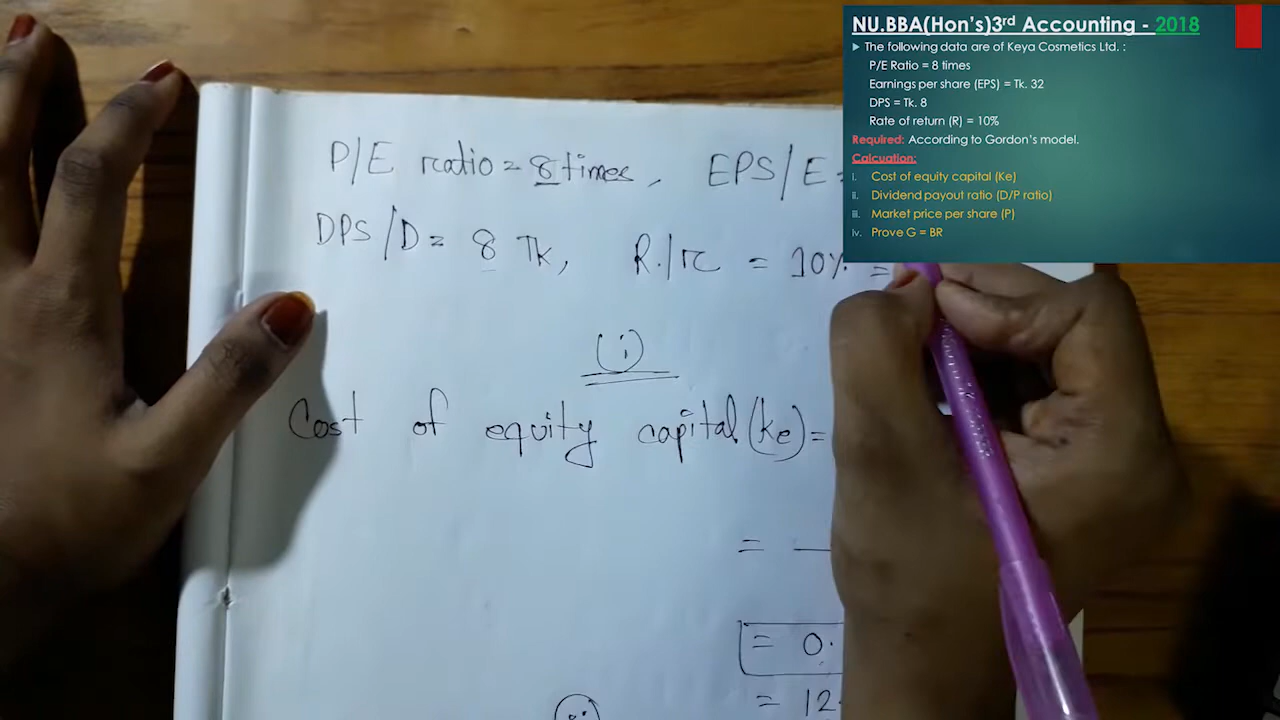 NU.BBA(Hon's)3rd Accounting - 2018
The following data are of Keya Cosmetics Ltd. :
P/E Ratio = 8 times
Earnings per share (EPS) = Tk. 32
DPS = Tk. 8
Rate of return (R) = 10%
Required: According to Gordon's model.
Calcuation:
i. Cost of equity capital (Ke)
ii. Dividend payout ratio (D/P ratio)
iii. Market price per share (P)
iv. Prove G = BR
P/E ratio = 8 times, EPS/E
DPS/D = 8 Tk, R./r = 10% =
(i)
Cost of equity capital (ke) =
=
= 0.
= 12